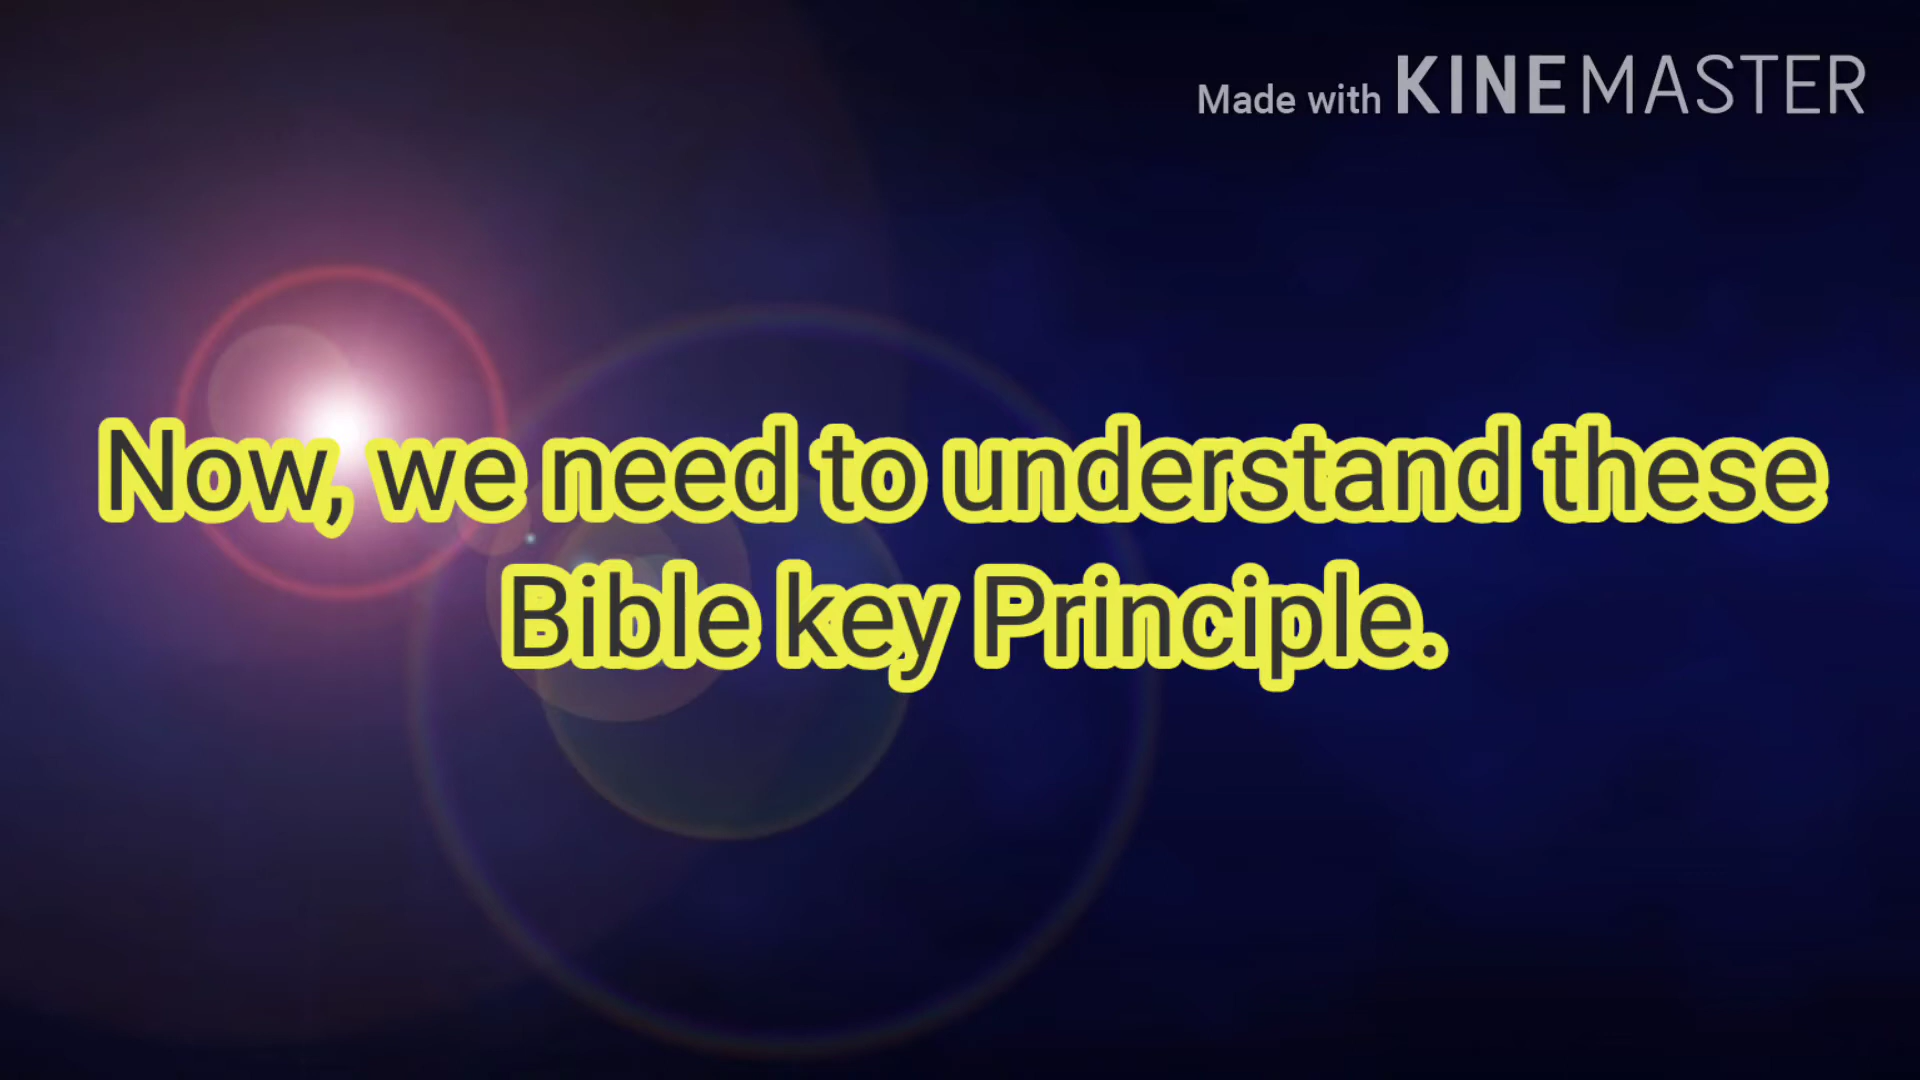 Made with KINEMASTER
Now, we need to understand these
Bible key Principle.